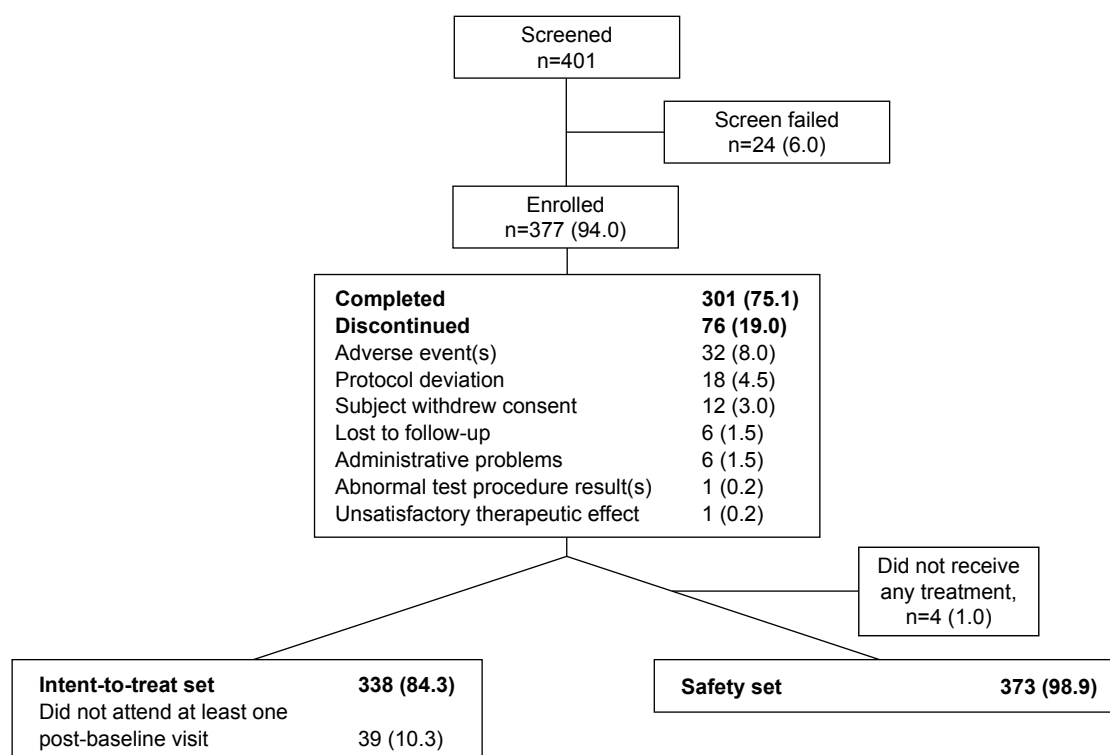 Screened
n=401
Screen failed
n=24 (6.0)
Enrolled
n=377 (94.0)
Completed 301 (75.1)
Discontinued 76 (19.0)
Adverse event(s) 32 (8.0)
Protocol deviation 18 (4.5)
Subject withdrew consent 12 (3.0)
Lost to follow-up 6 (1.5)
Administrative problems 6 (1.5)
Abnormal test procedure result(s) 1 (0.2)
Unsatisfactory therapeutic effect 1 (0.2)
Did not receive
any treatment,
n=4 (1.0)
Intent-to-treat set 338 (84.3)
Did not attend at least one
post-baseline visit 39 (10.3)
Safety set 373 (98.9)